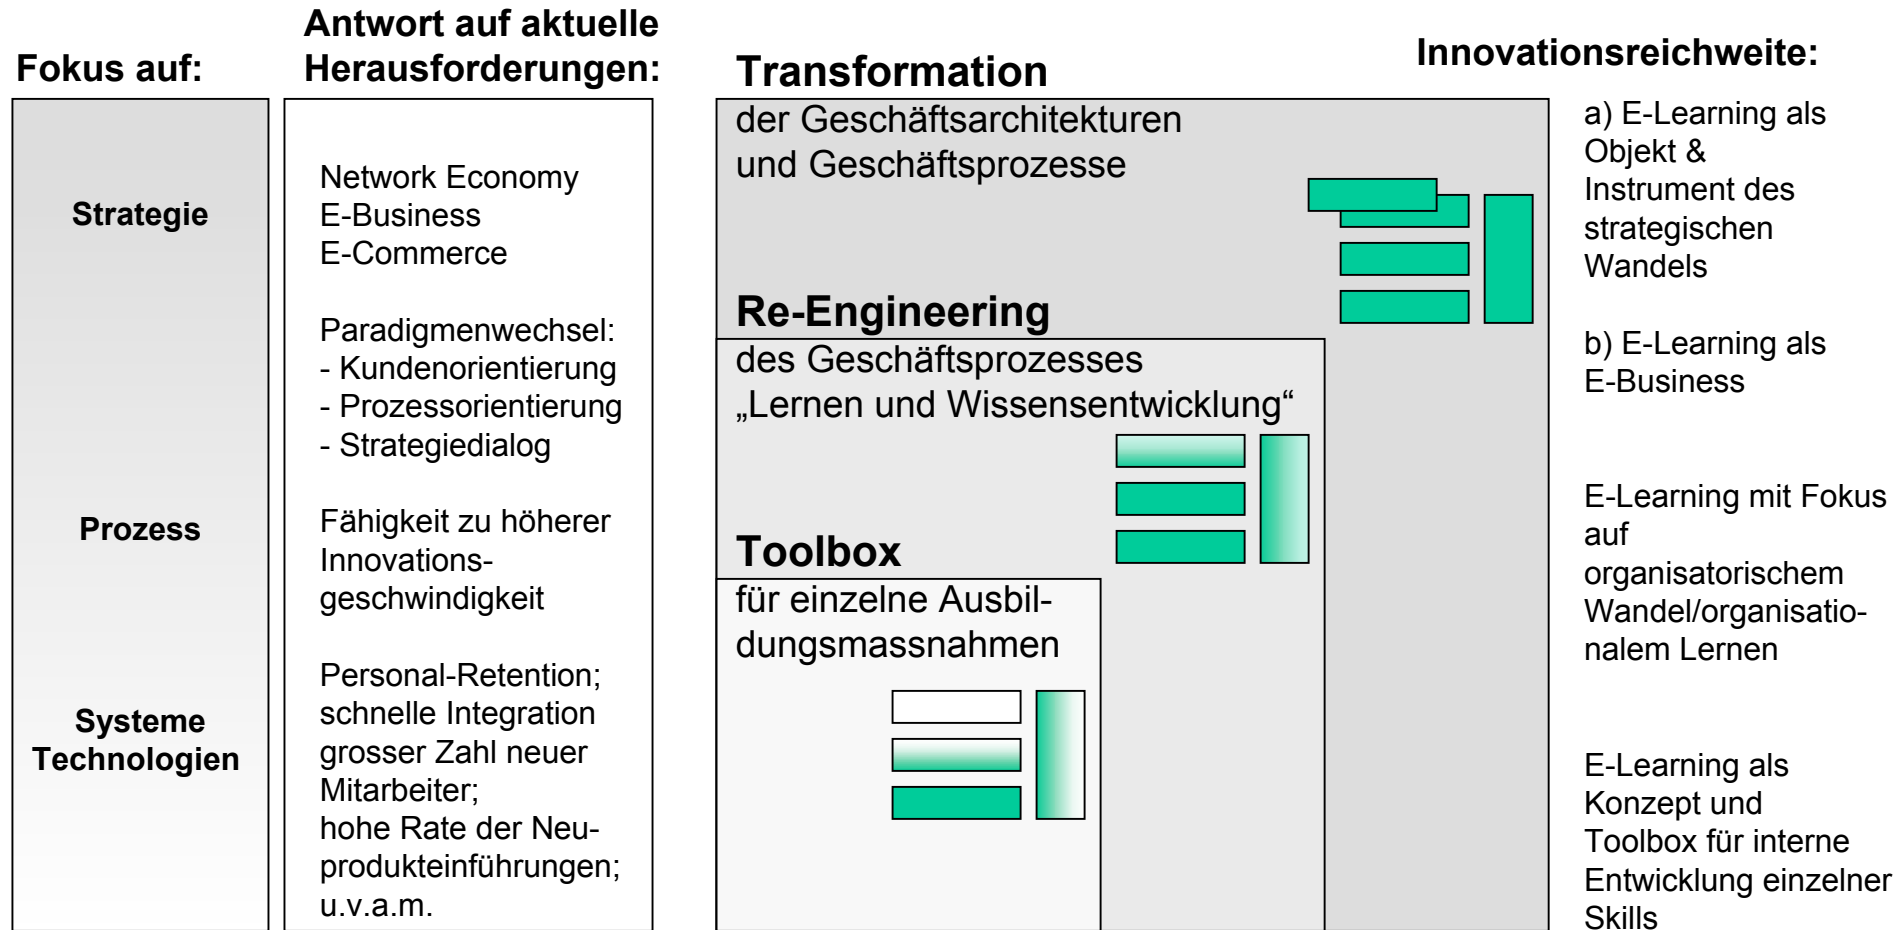 Fokus auf:
Strategie
Prozess
Systeme
Technologien
Antwort auf aktuelle
Herausforderungen:
Network Economy
E-Business
E-Commerce
Paradigmenwechsel:
- Kundenorientierung
- Prozessorientierung
- Strategiedialog
Fähigkeit zu höherer
Innovations-
geschwindigkeit
Personal-Retention;
schnelle Integration
grosser Zahl neuer
Mitarbeiter;
hohe Rate der Neu-
produkteinführungen;
u.v.a.m.
Transformation
der Geschäftsarchitekturen
und Geschäftsprozesse
Re-Engineering
des Geschäftsprozesses
„Lernen und Wissensentwicklung“
Toolbox
für einzelne Ausbil-
dungsmassnahmen
Innovationsreichweite:
a) E-Learning als
Objekt &
Instrument des
strategischen
Wandels
b) E-Learning als
E-Business
E-Learning mit Fokus
auf
organisatorischem
Wandel/organisatio-
nalem Lernen
E-Learning als
Konzept und
Toolbox für interne
Entwicklung einzelner
Skills